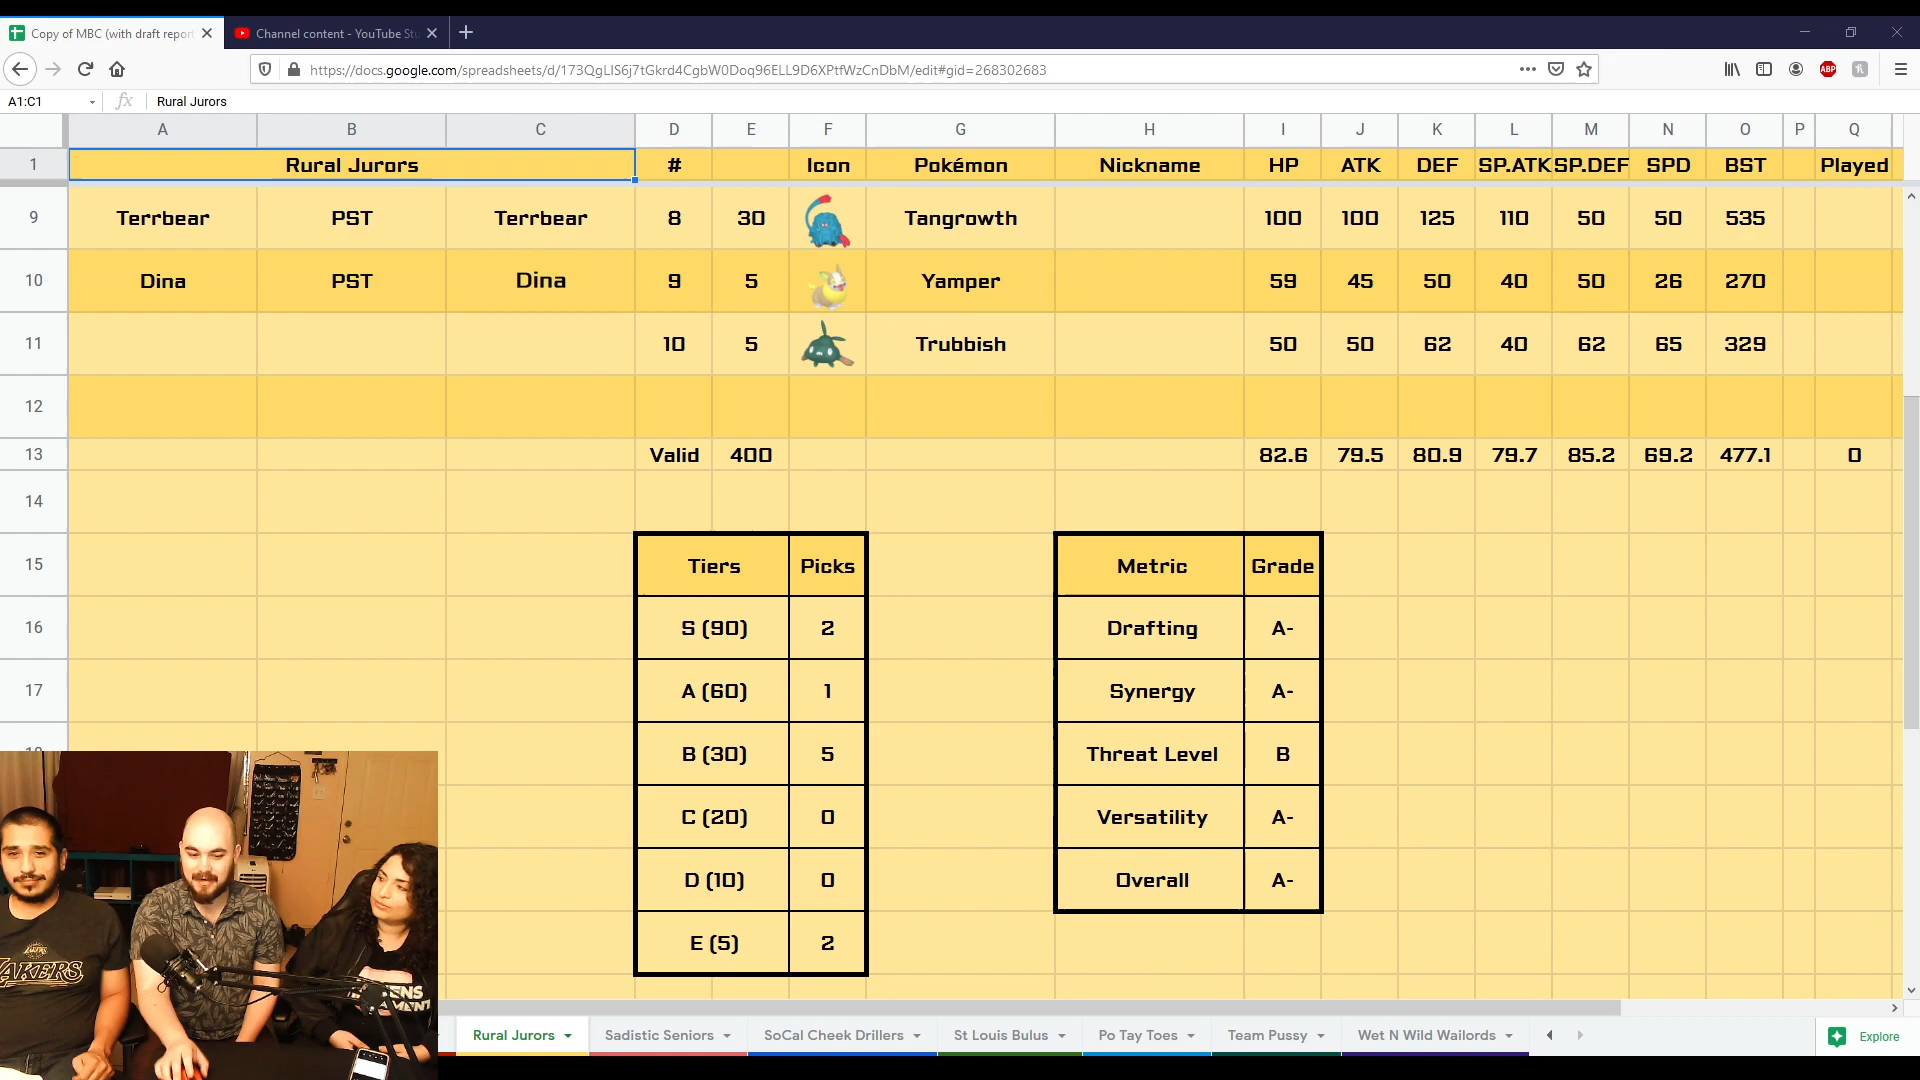 Copy of MBC (with draft report
Channel content - YouTube Stu
https://docs.google.com/spreadsheets/d/173QgLIS6j7tGkrd4CgbW0Doq96ELL9D6XPtfWzCnDbM/edit#gid=268302683
ABP
A1:C1 fx Rural Jurors
A B C D E F G H I J K L M N O P Q
1 Rural Jurors # Icon Pokémon Nickname HP ATK DEF SP.ATK SP.DEF SPD BST Played
9 Terrbear PST Terrbear 8 30 Tangrowth 100 100 125 110 50 50 535
10 Dina PST Dina 9 5 Yamper 59 45 50 40 50 26 270
11 10 5 Trubbish 50 50 62 40 62 65 329
12
13 Valid 400 82.6 79.5 80.9 79.7 85.2 69.2 477.1 0
14
15 Tiers Picks Metric Grade
16 S (90) 2 Drafting A-
17 A (60) 1 Synergy A-
B (30) 5 Threat Level B
C (20) 0 Versatility A-
D (10) 0 Overall A-
E (5) 2
LAKERS
Rural Jurors Sadistic Seniors SoCal Cheek Drillers St Louis Bulus Po Tay Toes Team Pussy Wet N Wild Wailords Explore